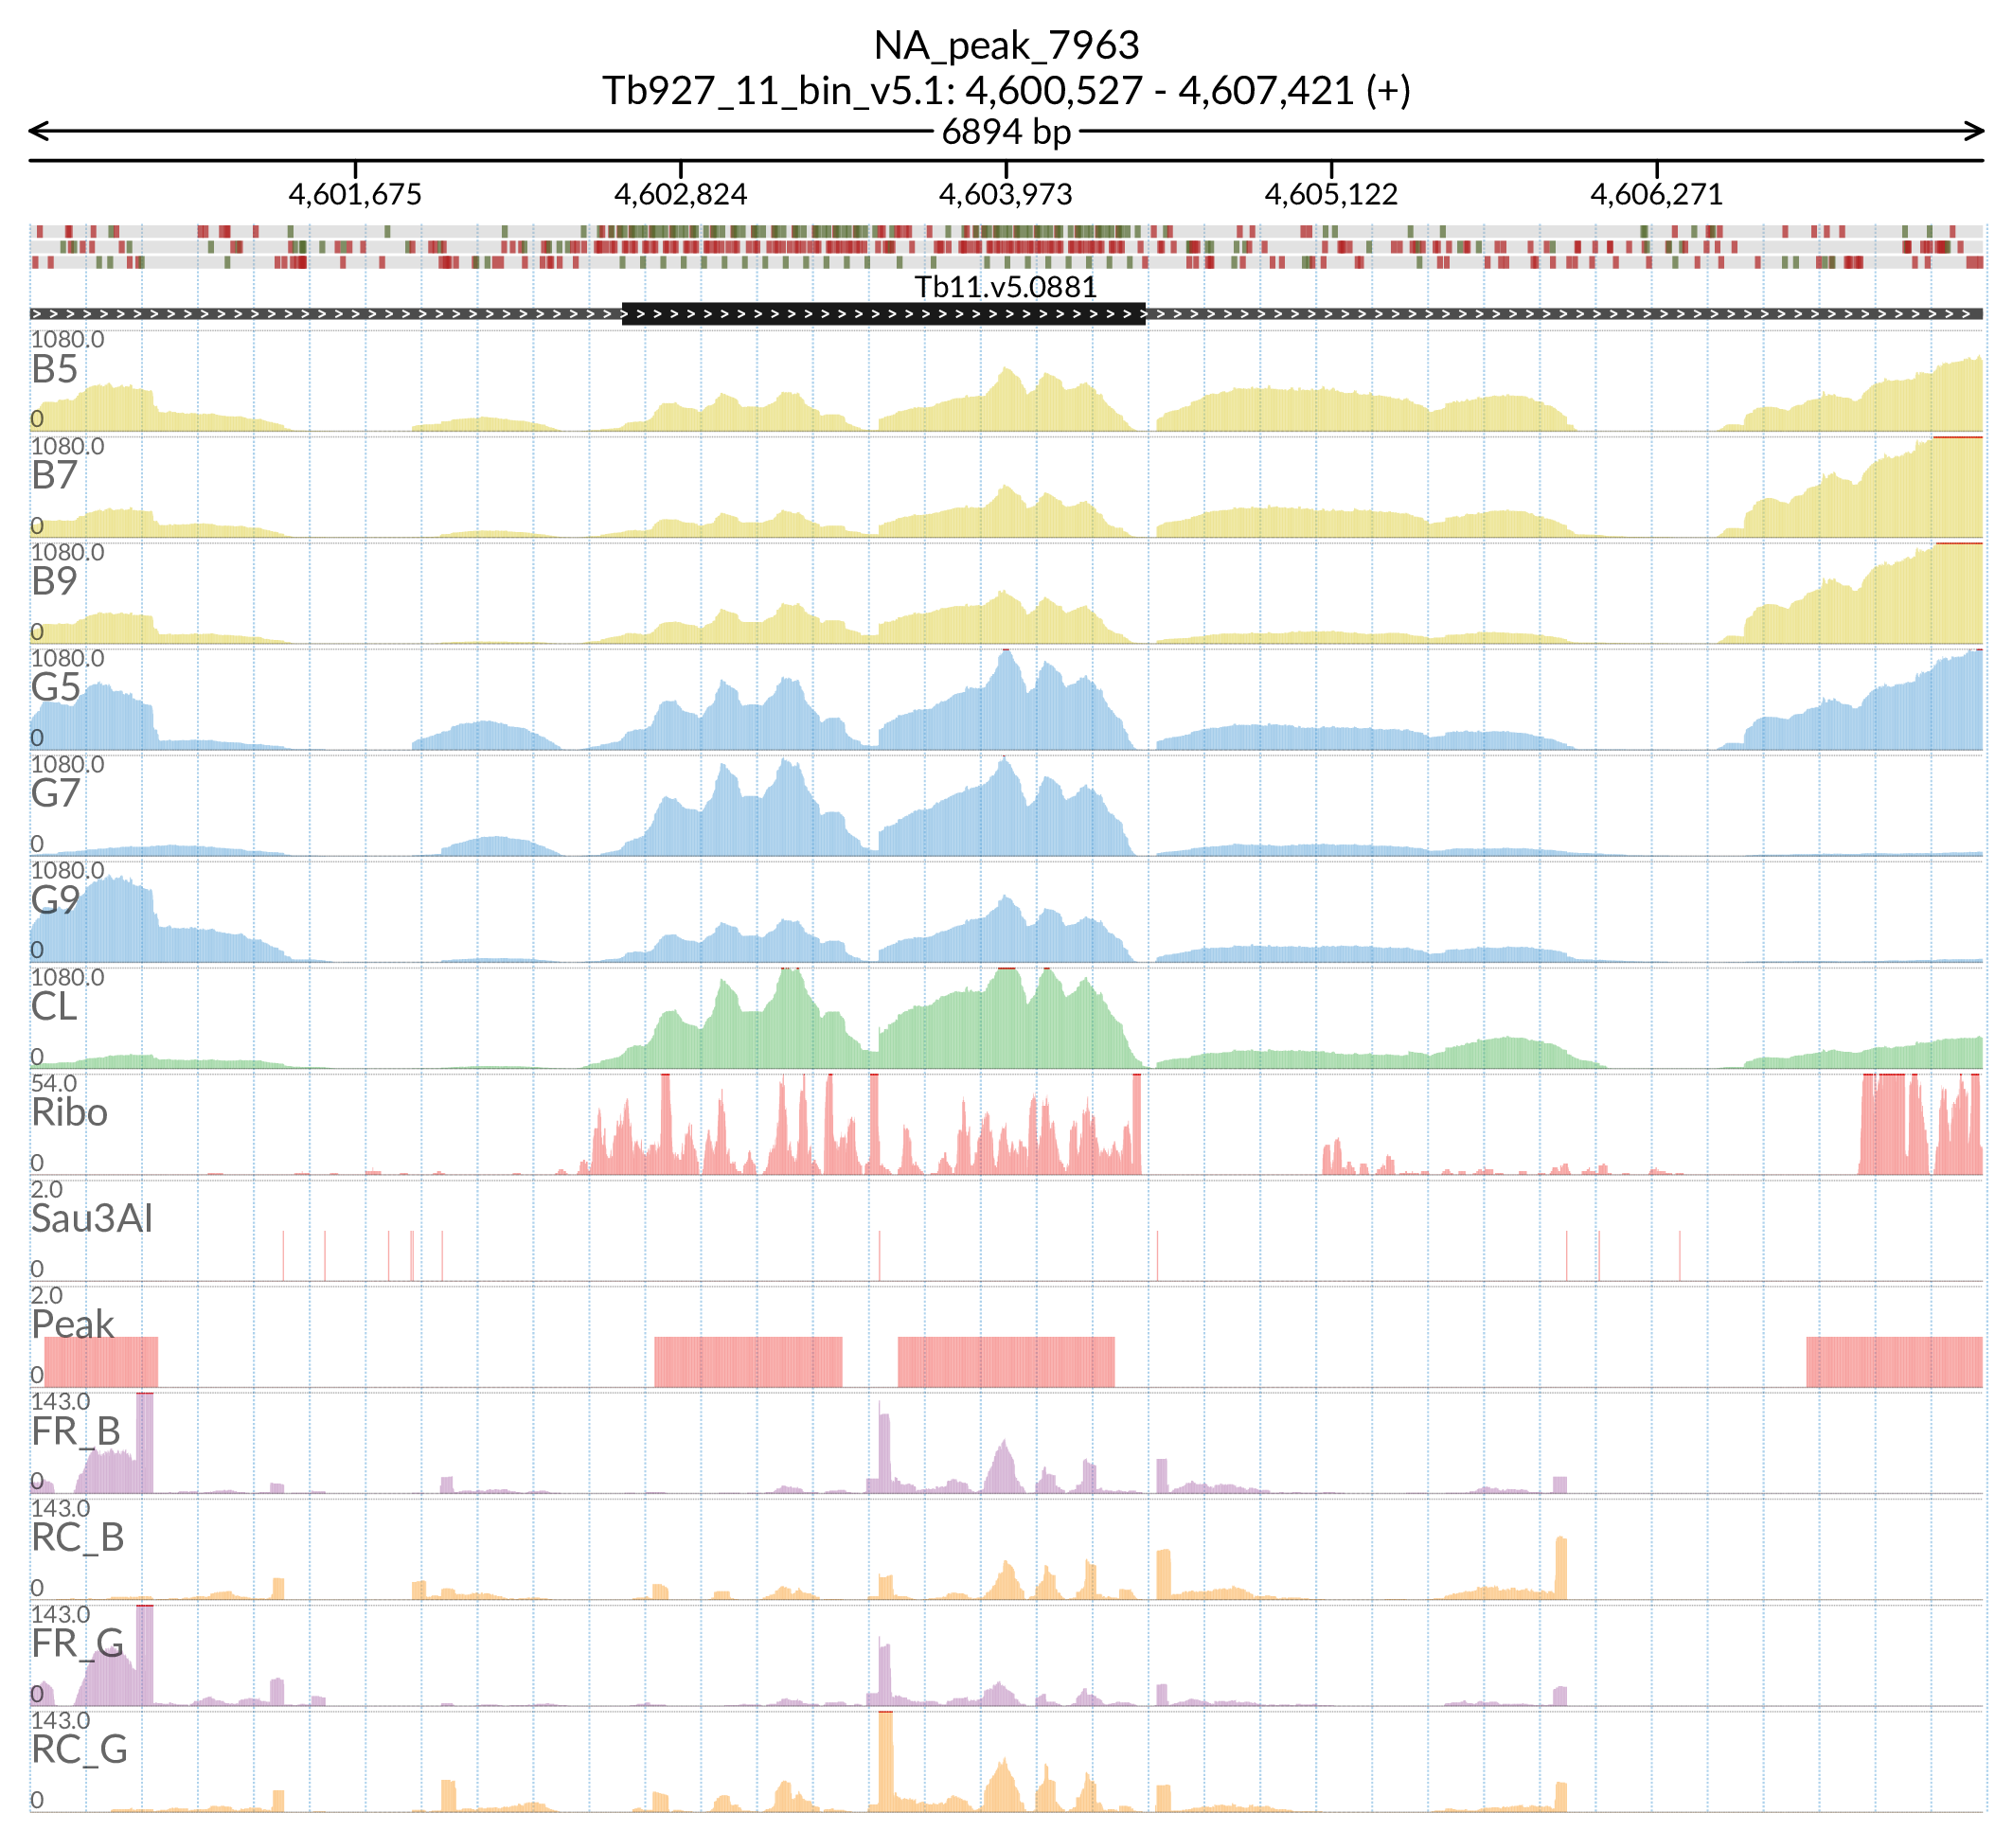 NA_peak_7963
Tb927_11_bin_v5.1: 4,600,527 - 4,607,421 (+)
6894 bp
4,601,675 4,602,824 4,603,973 4,605,122 4,606,271
Tb11.v5.0881
1080.0
B5
0
1080.0
B7
0
1080.0
B9
0
1080.0
G5
0
1080.0
G7
0
1080.0
G9
0
1080.0
CL
0
54.0
Ribo
0
2.0
Sau3AI
0
2.0
Peak
0
143.0
FR_B
0
143.0
RC_B
0
143.0
FR_G
0
143.0
RC_G
0